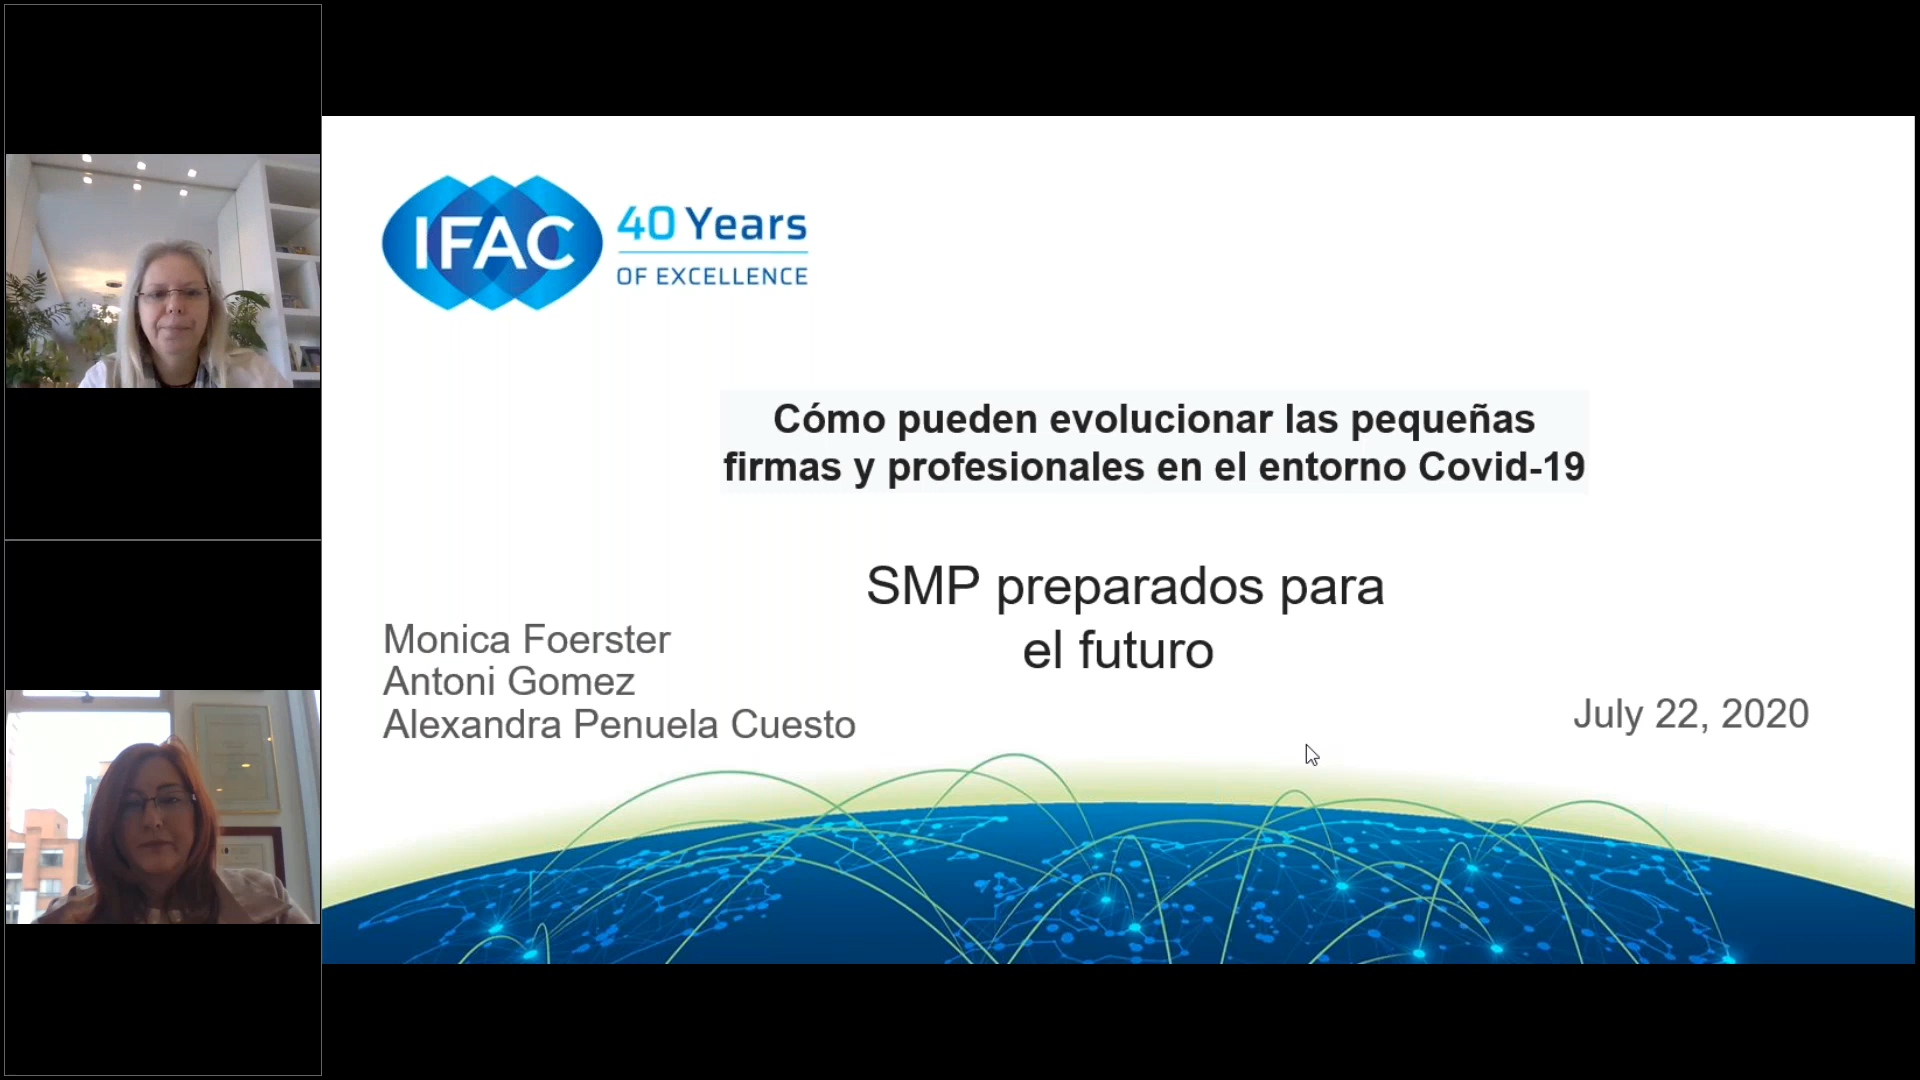 IFAC
40 Years
OF EXCELLENCE
Cómo pueden evolucionar las pequeñas
firmas y profesionales en el entorno Covid-19
SMP preparados para
el futuro
Monica Foerster
Antoni Gomez
Alexandra Penuela Cuesto
July 22, 2020